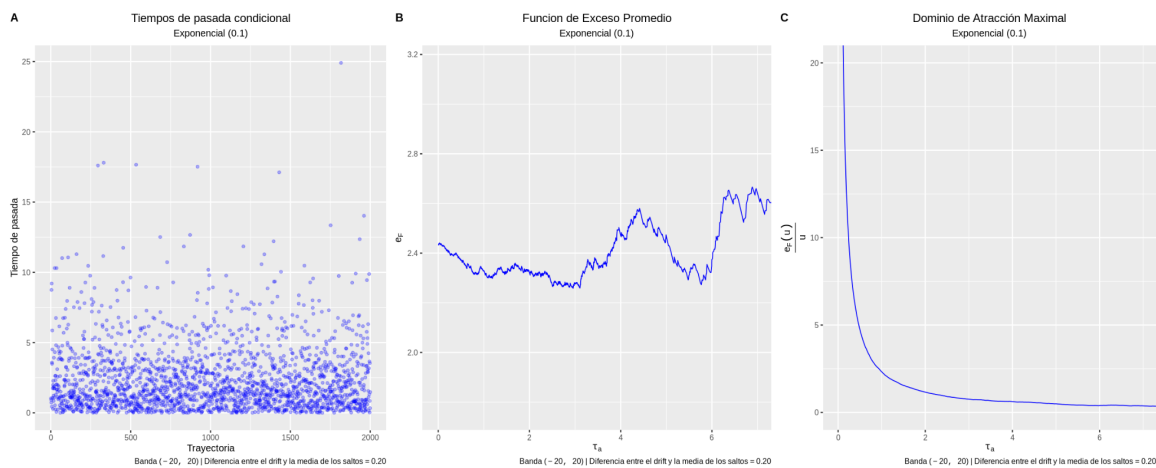 A
Tiempos de pasada condicional
Exponencial (0.1)
25
20
15
10
5
0
Tiempo de pasada
0
500
1000
1500
2000
Trayectoria
Banda (−20, 20) | Diferencia entre el drift y la media de los saltos = 0.20
B
Funcion de Exceso Promedio
Exponencial (0.1)
3.2
2.8
2.4
2.0
e_F
0
2
4
6
τ_a
Banda (−20, 20) | Diferencia entre el drift y la media de los saltos = 0.20
C
Dominio de Atracción Maximal
Exponencial (0.1)
20
15
10
5
0
e_F(u)
u
0
2
4
6
τ_a
Banda (−20, 20) | Diferencia entre el drift y la media de los saltos = 0.20